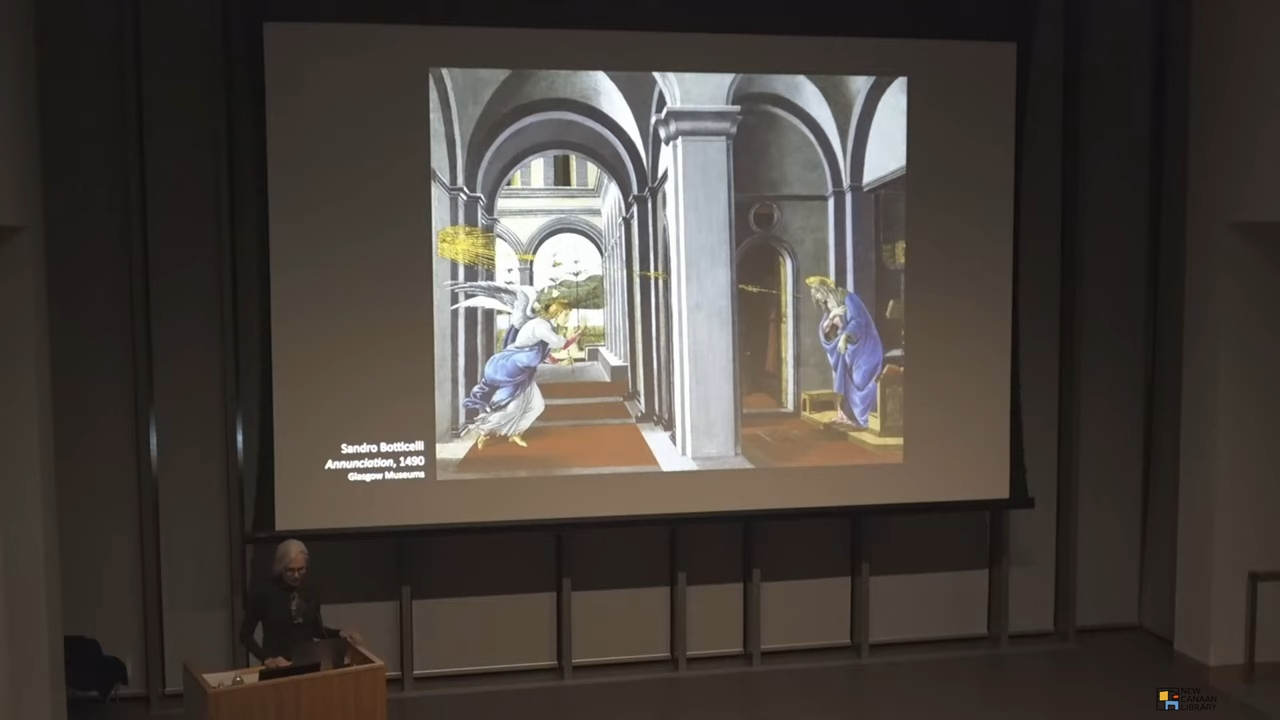 Sandro Botticelli
Annunciation, 1490
Glasgow Museums
NEW
CANAAN
LIBRARY